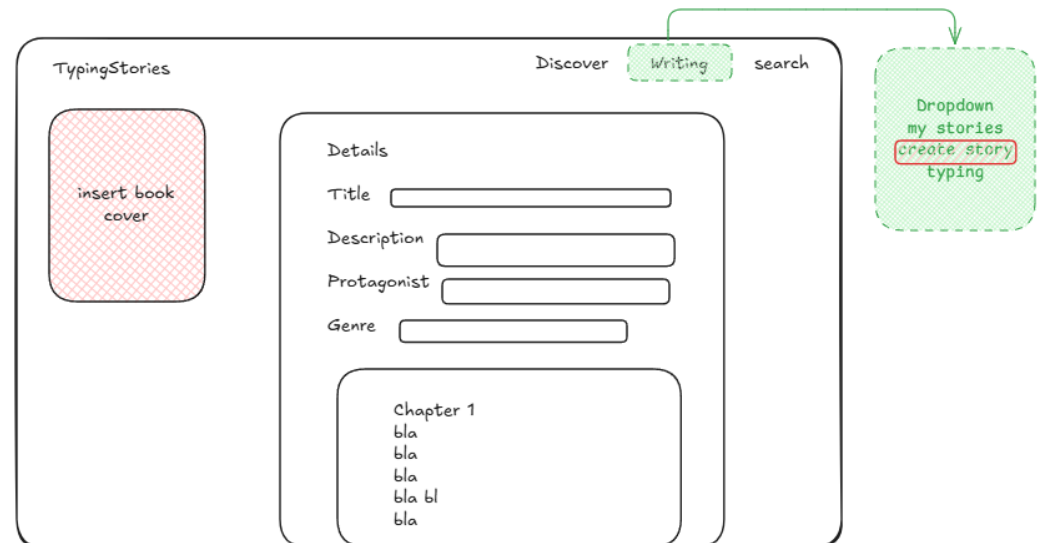 TypingStories
Discover
Writing
search
Dropdown
my stories
create story
typing
insert book
cover
Details
Title
Description
Protagonist
Genre
Chapter 1
bla
bla
bla
bla bl
bla